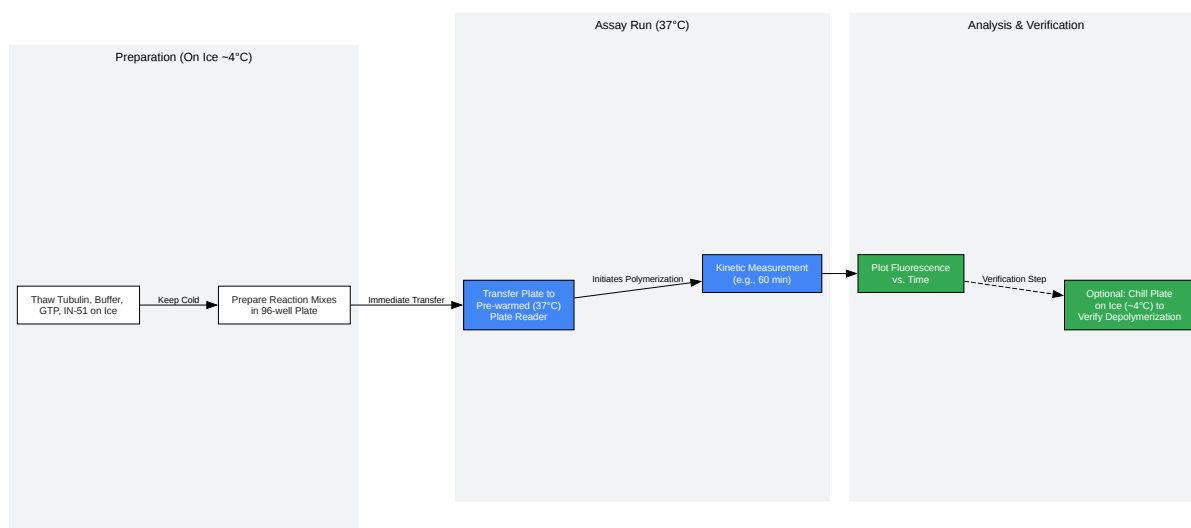 Preparation (On Ice ~4°C)
Thaw Tubulin, Buffer,
GTP, IN-51 on Ice
Keep Cold
Prepare Reaction Mixes
in 96-well Plate
Immediate Transfer
Assay Run (37°C)
Transfer Plate to
Pre-warmed (37°C)
Plate Reader
Initiates Polymerization
Kinetic Measurement
(e.g., 60 min)
Analysis & Verification
Plot Fluorescence
vs. Time
Verification Step
Optional: Chill Plate
on Ice (~4°C) to
Verify Depolymerization